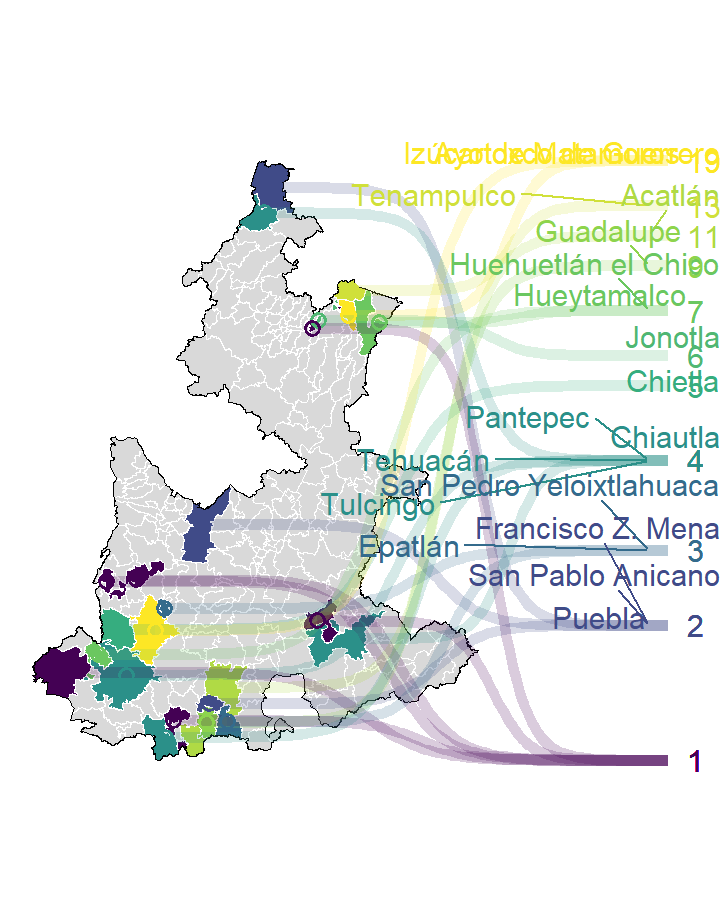 Izúcar de Matamoros
Ayotoxco de Guerrero
Tenampulco
Acatlán
13
Guadalupe
11
Huehuetlán el Chico
9
Hueytamalco
7
Jonotla
6
Chietla
5
Pantepec
Chiautla
Tehuacán
4
San Pedro Yeloixtlahuaca
Tulcingo
Francisco Z. Mena
Epatlán
3
San Pablo Anicano
Puebla
2
1